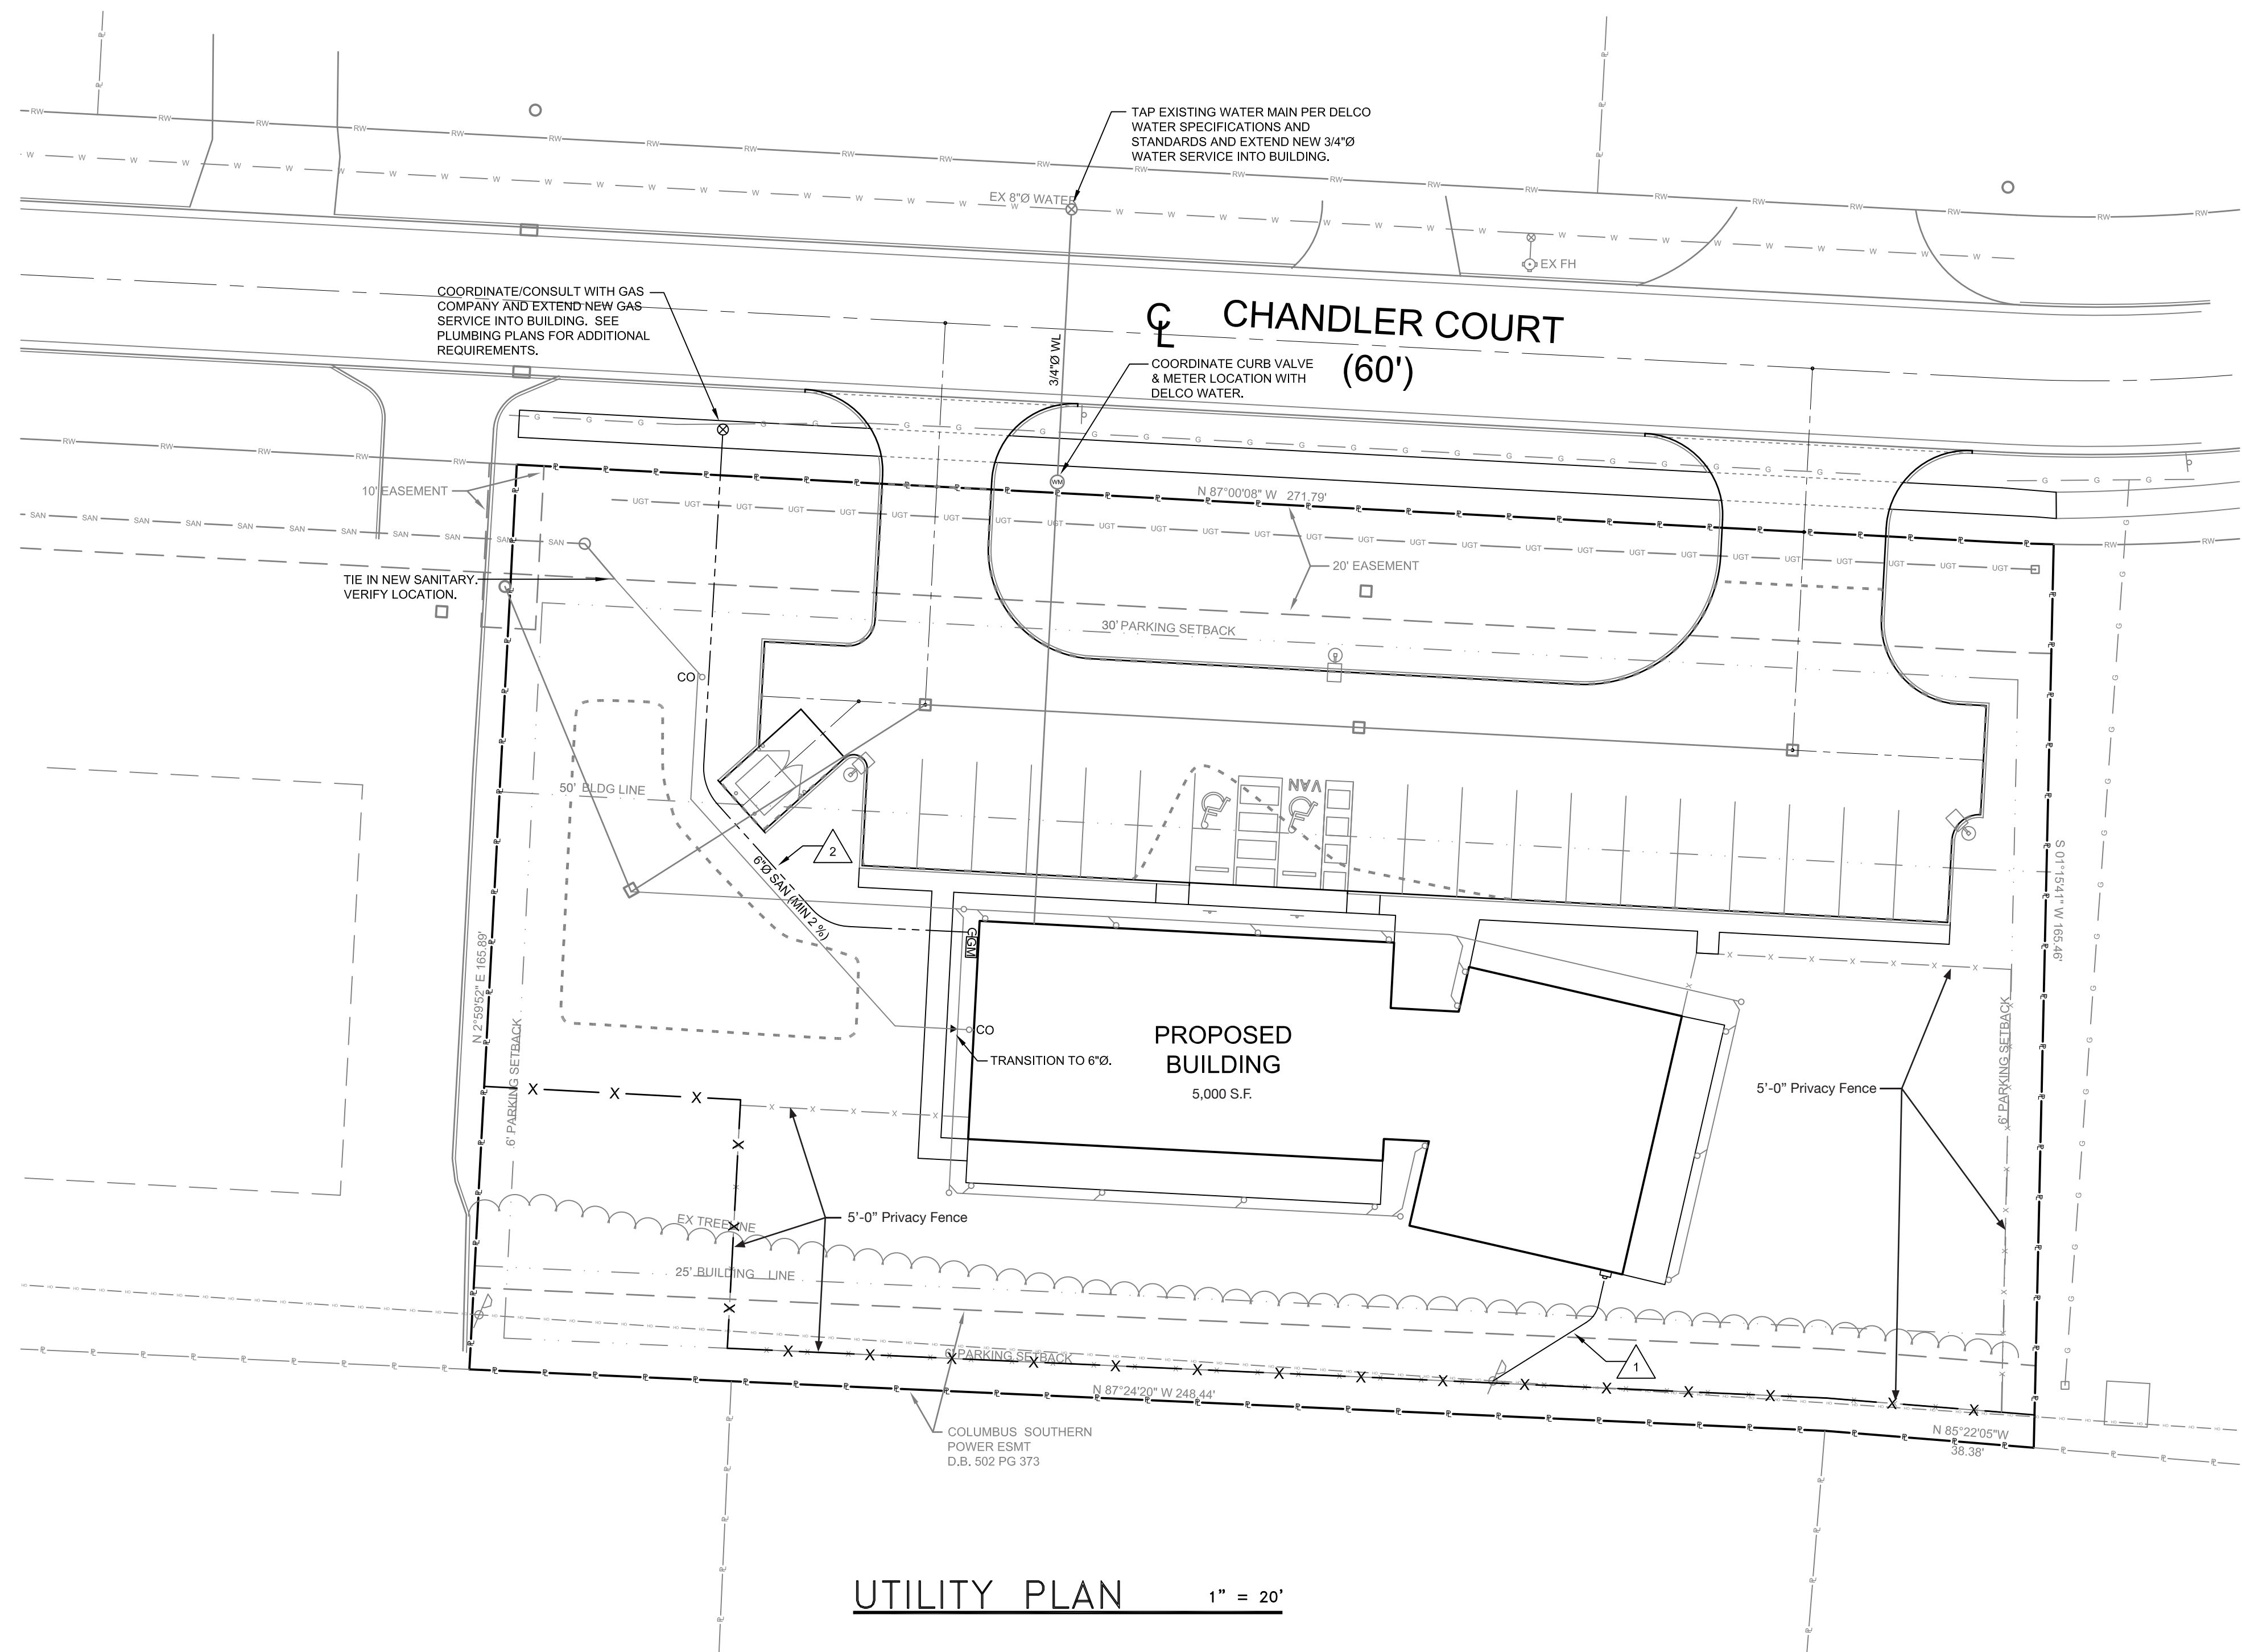 TAP EXISTING WATER MAIN PER DELCO
WATER SPECIFICATIONS AND
STANDARDS AND EXTEND NEW 3/4"Ø
WATER SERVICE INTO BUILDING.
EX 8"Ø WATER
EX FH
COORDINATE/CONSULT WITH GAS
COMPANY AND EXTEND NEW GAS
SERVICE INTO BUILDING. SEE
PLUMBING PLANS FOR ADDITIONAL
REQUIREMENTS.
CL CHANDLER COURT
(60')
3/4"Ø WL
COORDINATE CURB VALVE
& METER LOCATION WITH
DELCO WATER.
WM
10' EASEMENT
N 87°00'08" W 271.79'
20' EASEMENT
TIE IN NEW SANITARY.
VERIFY LOCATION.
30' PARKING SETBACK
CO
50' BLDG LINE
VAN
2
6"Ø SAN (MIN 2 %)
S 01°15'41" W 165.46'
N 2°59'52" E 165.89'
G
GM
CO
TRANSITION TO 6"Ø.
PROPOSED
BUILDING
5,000 S.F.
6' PARKING SETBACK
6' PARKING SETBACK
5'-0" Privacy Fence
5'-0" Privacy Fence
EX TREELINE
25' BUILDING LINE
6' PARKING SETBACK
1
N 87°24'20" W 248.44'
COLUMBUS SOUTHERN
POWER ESMT
D.B. 502 PG 373
N 85°22'05"W
38.38'
UTILITY PLAN 1" = 20'